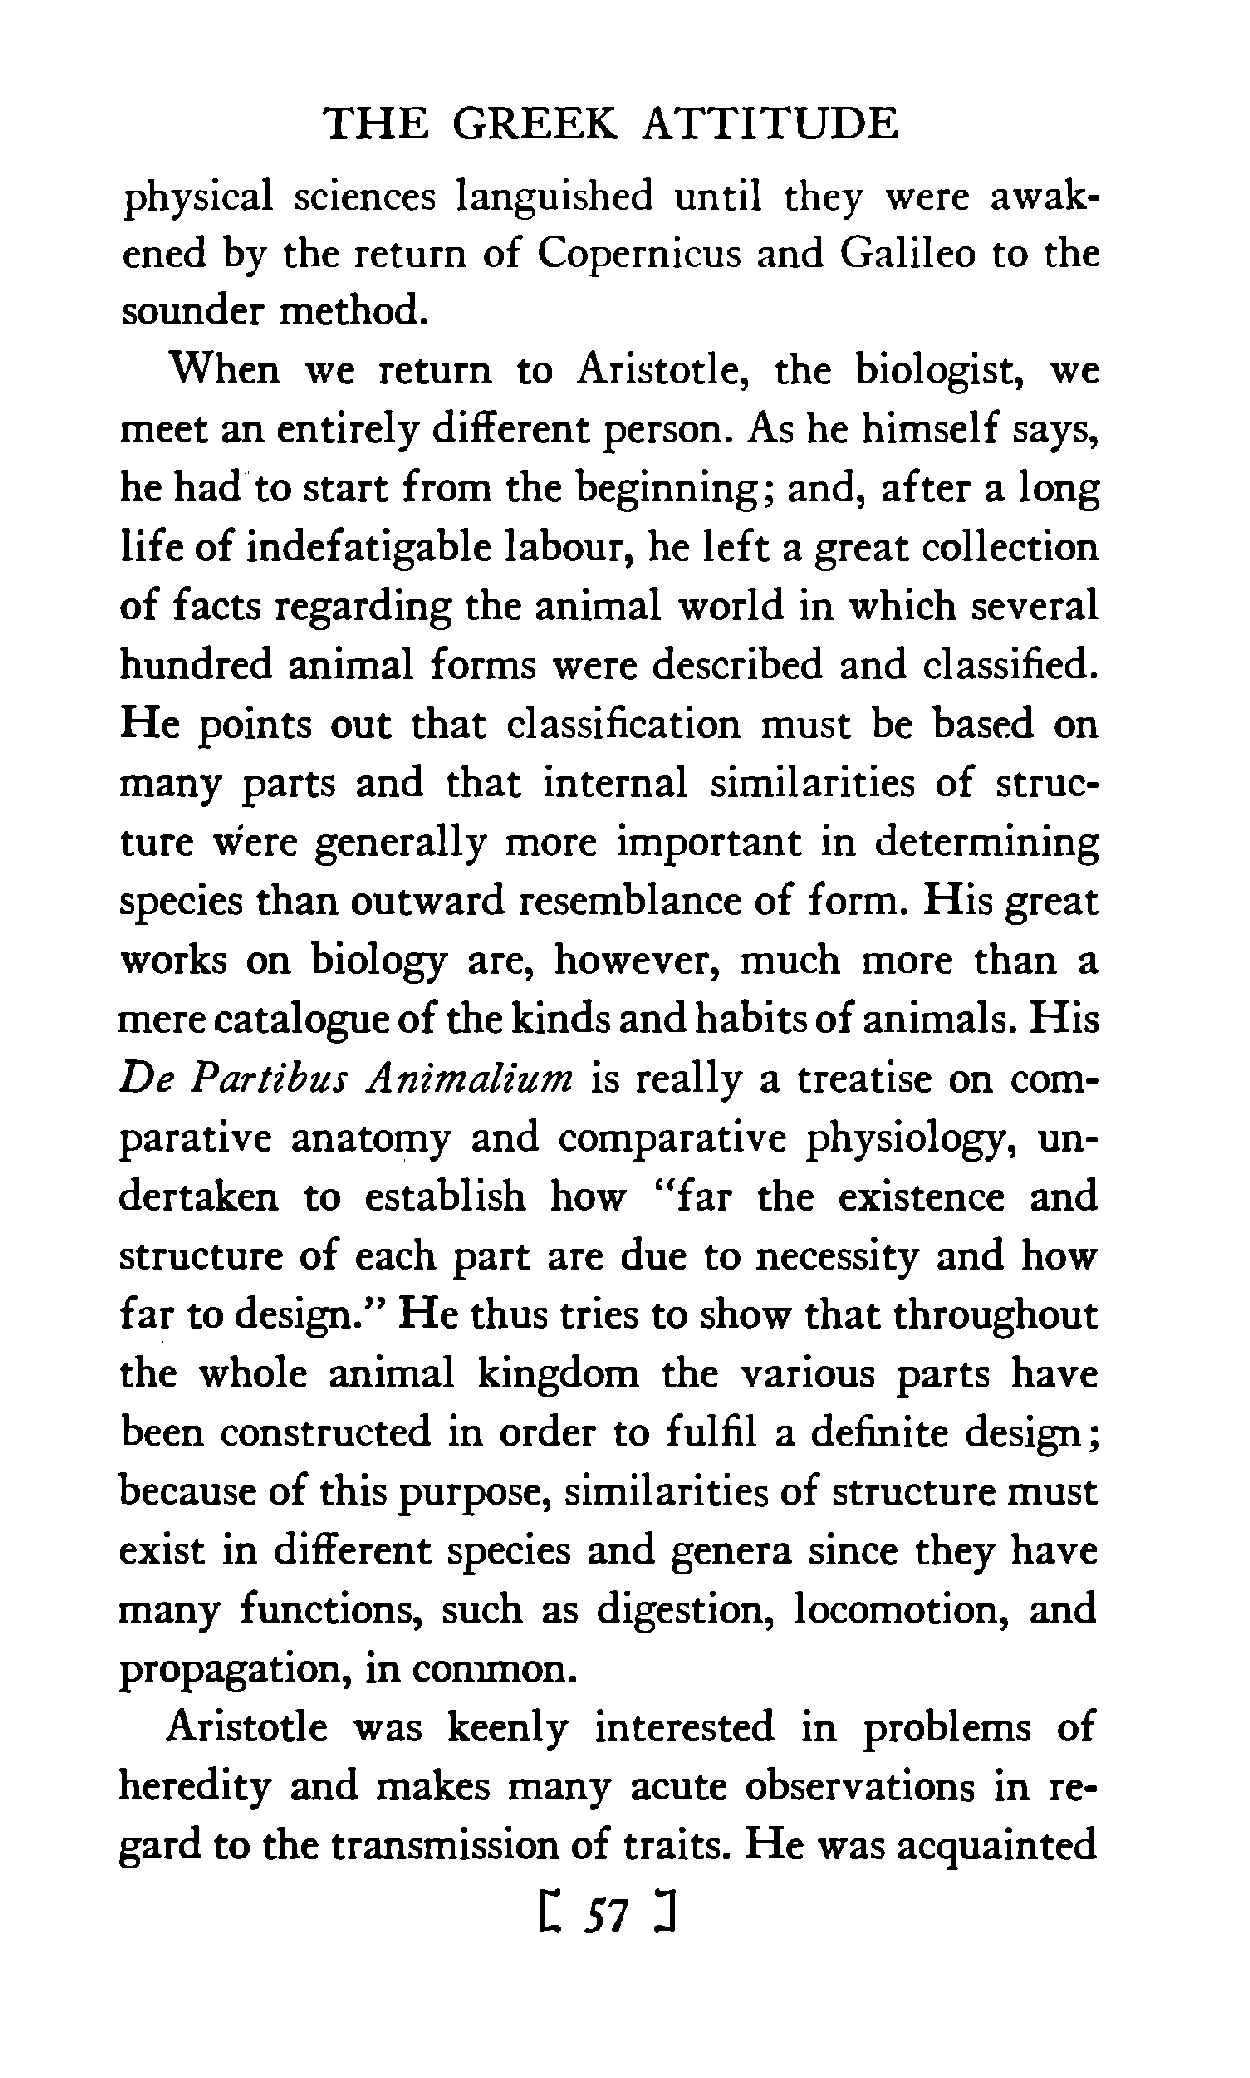 THE GREEK ATTITUDE
physical sciences languished until they were awak-
ened by the return of Copernicus and Galileo to the
sounder method.
When we return to Aristotle, the biologist, we
meet an entirely different person. As he himself says,
he had to start from the beginning; and, after a long
life of indefatigable labour, he left a great collection
of facts regarding the animal world in which several
hundred animal forms were described and classified.
He points out that classification must be based on
many parts and that internal similarities of struc-
ture were generally more important in determining
species than outward resemblance of form. His great
works on biology are, however, much more than a
mere catalogue of the kinds and habits of animals. His
De Partibus Animalium is really a treatise on com-
parative anatomy and comparative physiology, un-
dertaken to establish how "far the existence and
structure of each part are due to necessity and how
far to design." He thus tries to show that throughout
the whole animal kingdom the various parts have
been constructed in order to fulfil a definite design;
because of this purpose, similarities of structure must
exist in different species and genera since they have
many functions, such as digestion, locomotion, and
propagation, in common.
Aristotle was keenly interested in problems of
heredity and makes many acute observations in re-
gard to the transmission of traits. He was acquainted
[ 57 ]